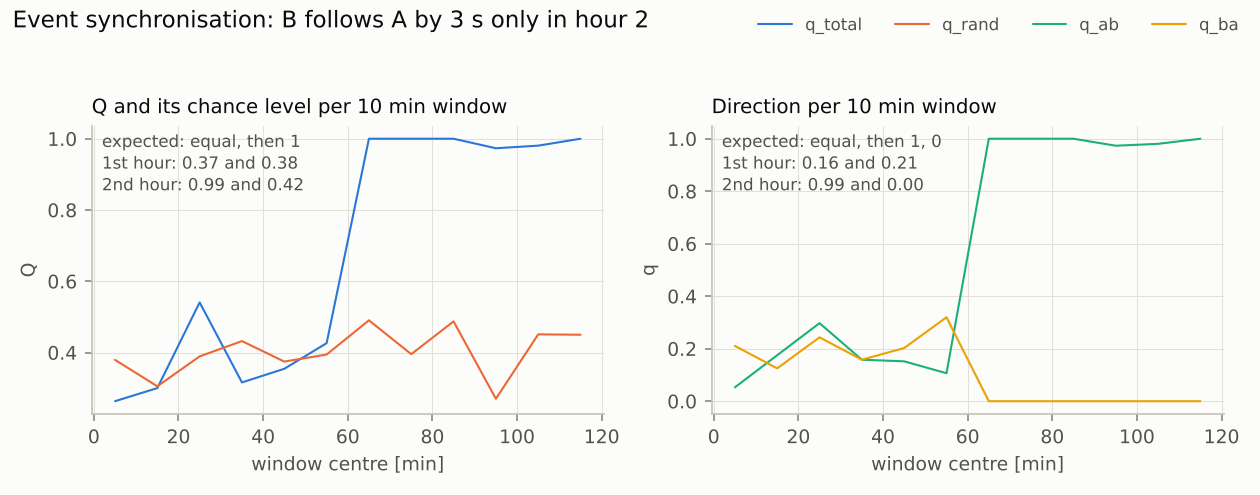 Event synchronisation: B follows A by 3 s only in hour 2
q_total
q_rand
q_ab
q_ba
Q and its chance level per 10 min window
expected: equal, then 1
1st hour: 0.37 and 0.38
2nd hour: 0.99 and 0.42
1.0
0.8
0.6
0.4
Q
0
20
40
60
80
100
120
window centre [min]
Direction per 10 min window
expected: equal, then 1, 0
1st hour: 0.16 and 0.21
2nd hour: 0.99 and 0.00
1.0
0.8
0.6
0.4
0.2
0.0
q
0
20
40
60
80
100
120
window centre [min]